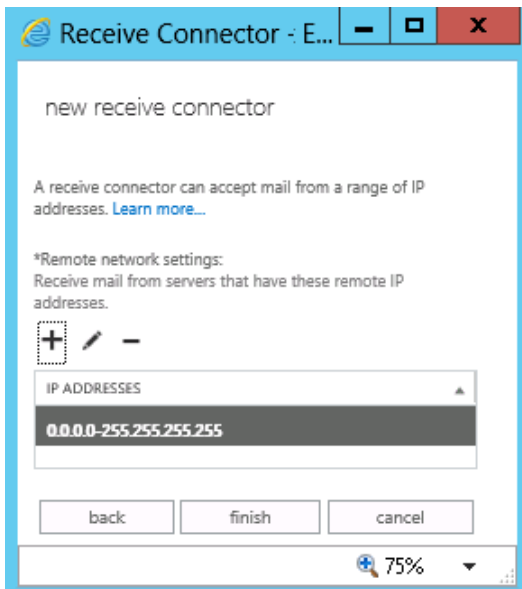 Receive Connector - E...
new receive connector
A receive connector can accept mail from a range of IP
addresses. Learn more...
*Remote network settings:
Receive mail from servers that have these remote IP
addresses.
IP ADDRESSES
0.0.0.0-255.255.255.255
back finish cancel
75%